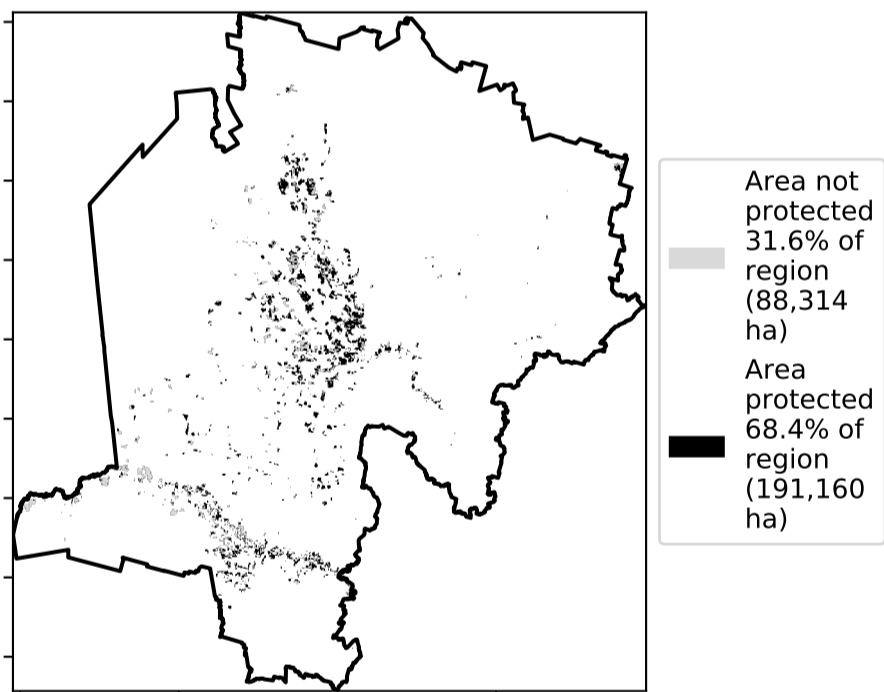 Area not
protected
31.6% of
region
(88,314
ha)
Area
protected
68.4% of
region
(191,160
ha)